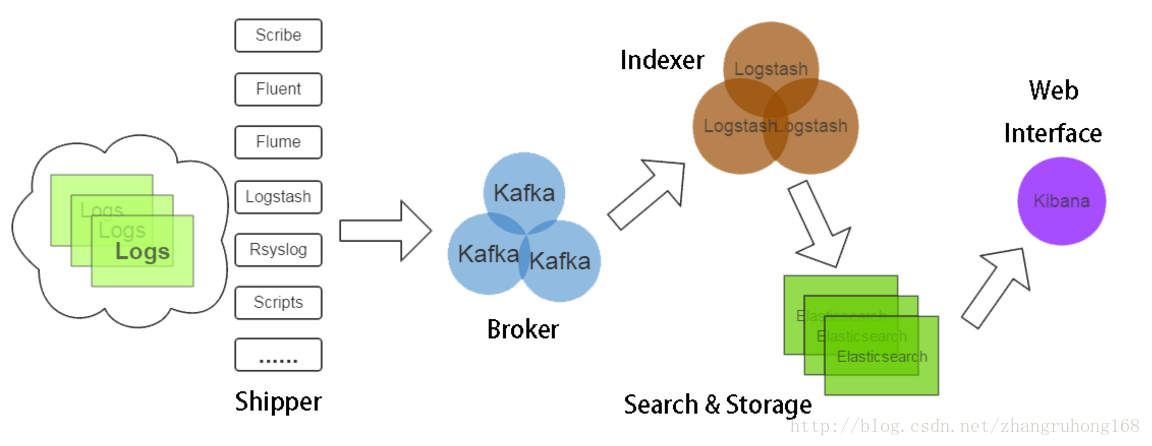 Scribe
Fluent
Flume
Logstash
Rsyslog
Scripts
......
Shipper
Logs
Logs
Logs
Kafka
Kafka
Kafka
Broker
Indexer
Logstash
Logstash
Logstash
Elasticsearch
Elasticsearch
Elasticsearch
Search & Storage
Web
Interface
Kibana
http://blog.csdn.net/zhangruhong168